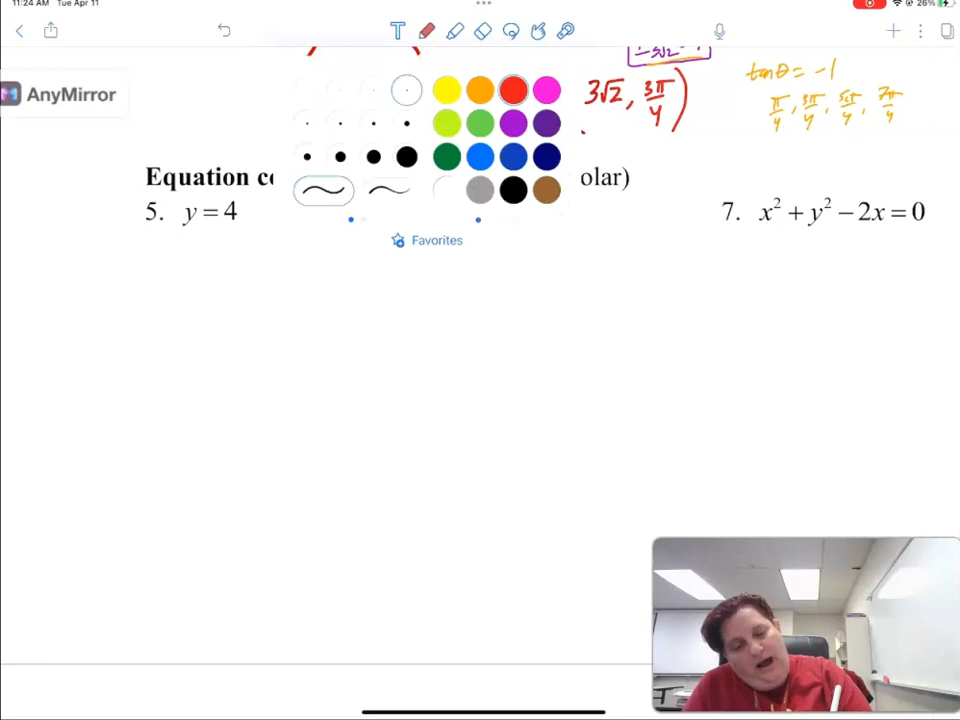 11:24 AM Tue Apr 11
26%
T
AnyMirror
3√2, 3π/4)
tanθ = -1
π/4, 3π/4, 5π/4, 7π/4
Equation co
olar)
5. y = 4
7. x² + y² − 2x = 0
Favorites